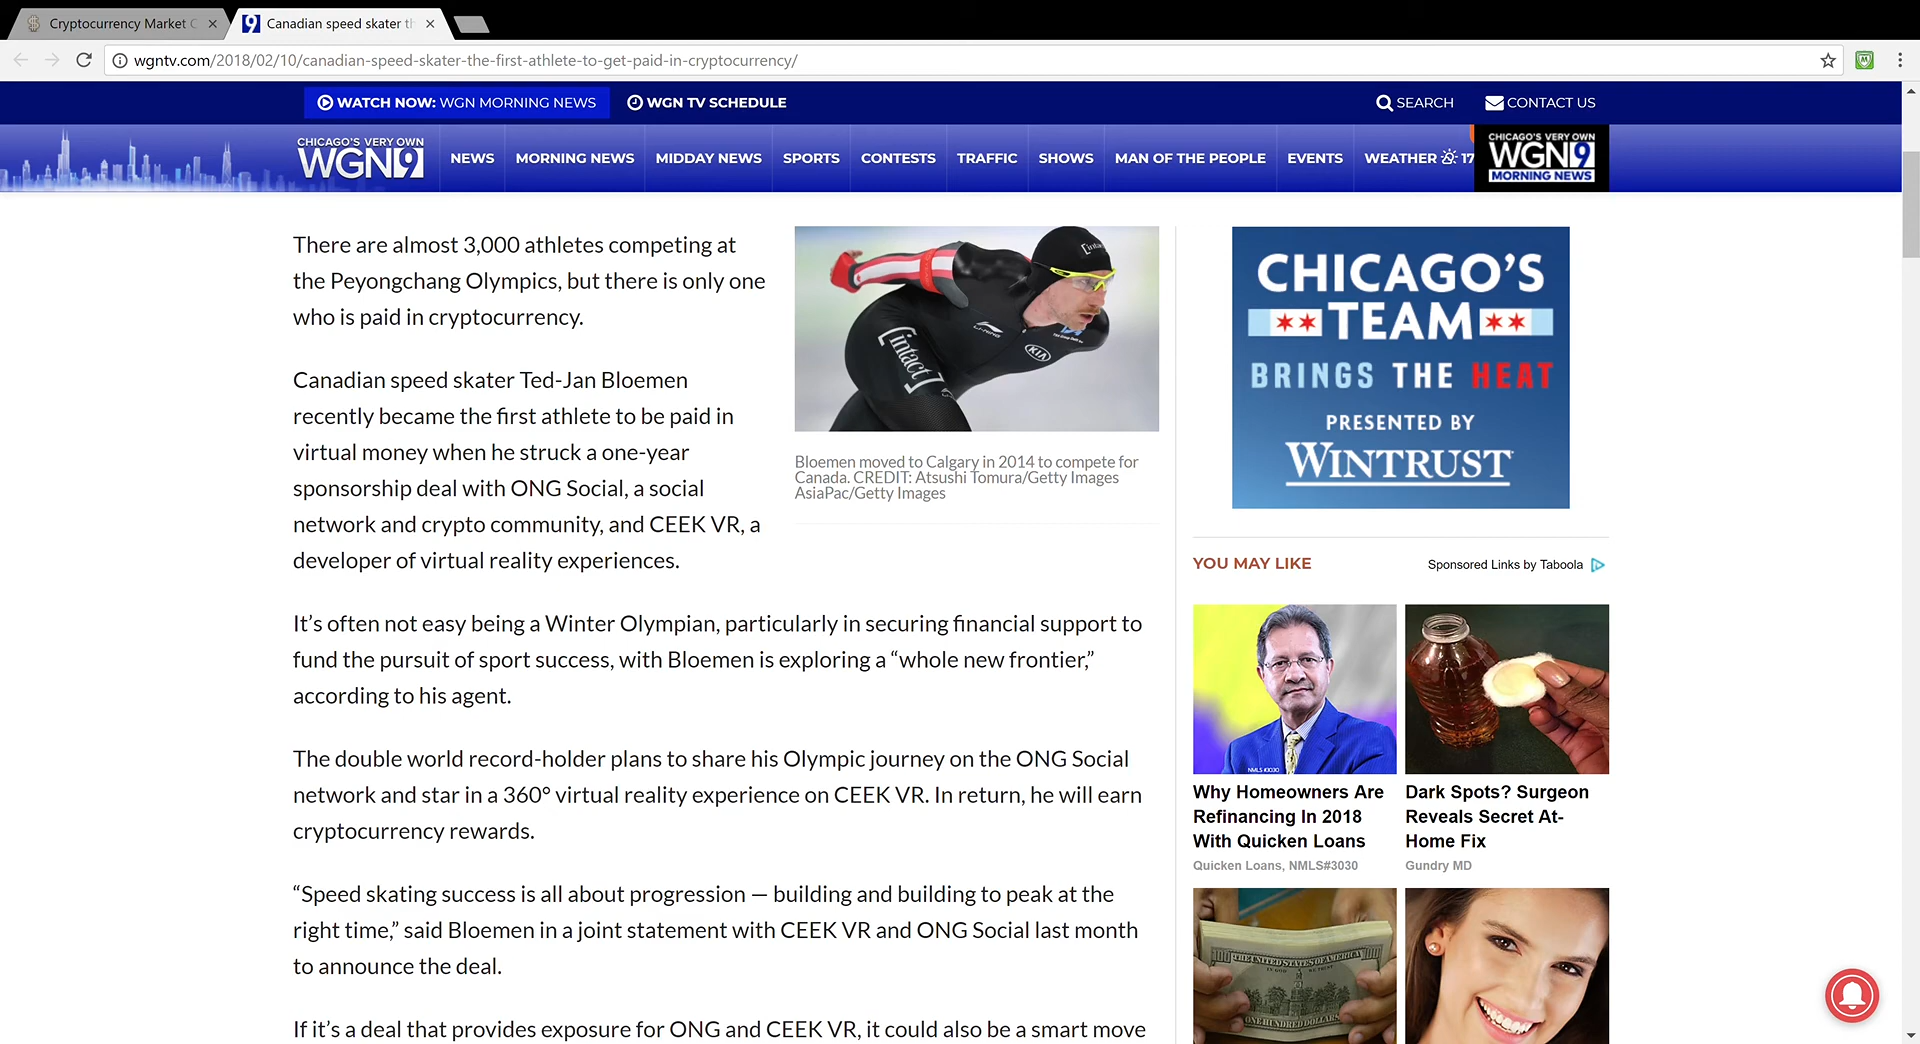 Cryptocurrency Market C
Canadian speed skater th
wgntv.com/2018/02/10/canadian-speed-skater-the-first-athlete-to-get-paid-in-cryptocurrency/
WATCH NOW: WGN MORNING NEWS
WGN TV SCHEDULE
SEARCH
CONTACT US
CHICAGO'S VERY OWN
WGN9
NEWS
MORNING NEWS
MIDDAY NEWS
SPORTS
CONTESTS
TRAFFIC
SHOWS
MAN OF THE PEOPLE
EVENTS
WEATHER 17
CHICAGO'S VERY OWN
WGN9
MORNING NEWS
There are almost 3,000 athletes competing at
the Peyongchang Olympics, but there is only one
who is paid in cryptocurrency.
Canadian speed skater Ted-Jan Bloemen
recently became the first athlete to be paid in
virtual money when he struck a one-year
sponsorship deal with ONG Social, a social
network and crypto community, and CEEK VR, a
developer of virtual reality experiences.
[intact]
KIA
Bloemen moved to Calgary in 2014 to compete for
Canada. CREDIT: Atsushi Tomura/Getty Images
AsiaPac/Getty Images
It’s often not easy being a Winter Olympian, particularly in securing financial support to
fund the pursuit of sport success, with Bloemen is exploring a “whole new frontier,”
according to his agent.
The double world record-holder plans to share his Olympic journey on the ONG Social
network and star in a 360° virtual reality experience on CEEK VR. In return, he will earn
cryptocurrency rewards.
“Speed skating success is all about progression — building and building to peak at the
right time,” said Bloemen in a joint statement with CEEK VR and ONG Social last month
to announce the deal.
If it’s a deal that provides exposure for ONG and CEEK VR, it could also be a smart move
CHICAGO'S
TEAM
BRINGS THE HEAT
PRESENTED BY
WINTRUST
YOU MAY LIKE
Sponsored Links by Taboola
NMLS #3030
Why Homeowners Are
Refinancing In 2018
With Quicken Loans
Quicken Loans, NMLS#3030
Dark Spots? Surgeon
Reveals Secret At-
Home Fix
Gundry MD
THE UNITED STATES OF AMERICA
ONE HUNDRED DOLLARS